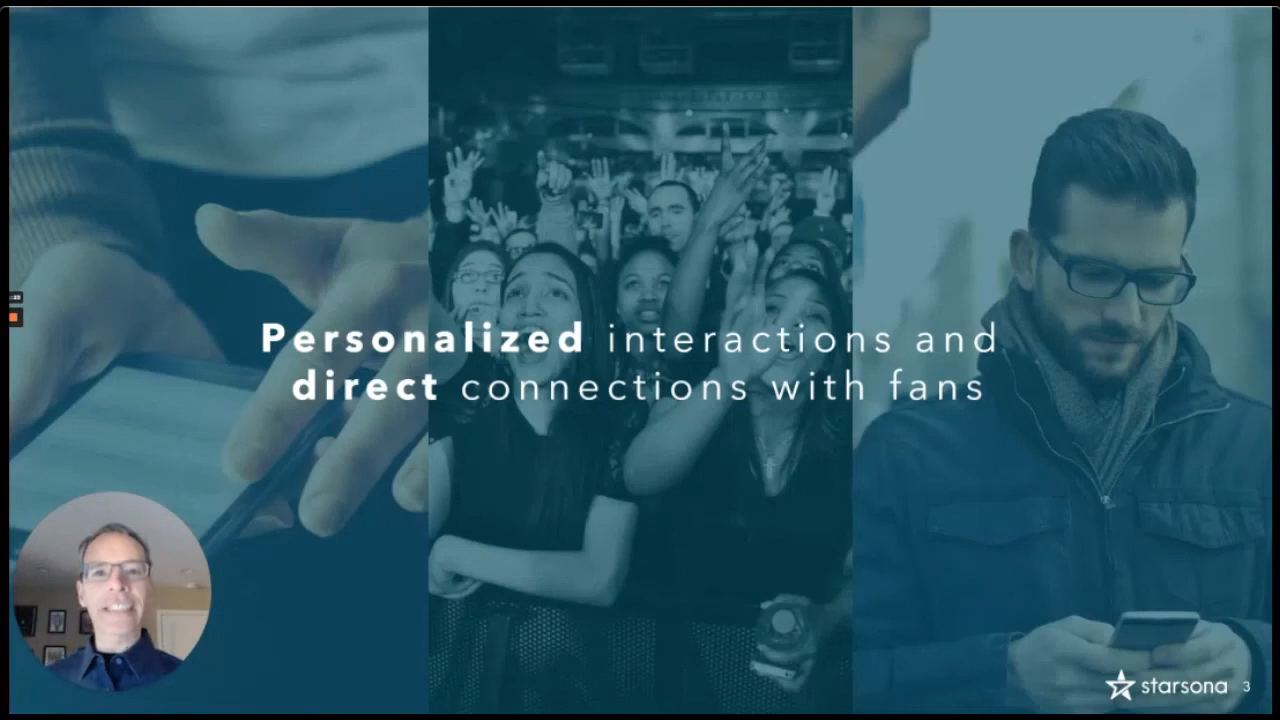 Personalized interactions and
direct connections with fans
starsona 3